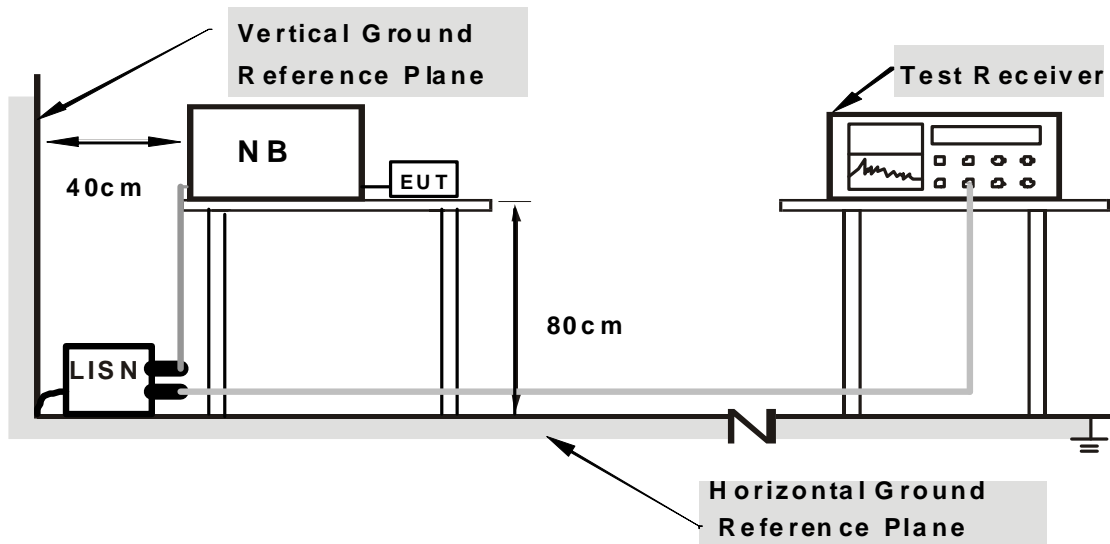 Vertical Ground
Reference Plane
Test Receiver
NB
EUT
40cm
80cm
LISN
Horizontal Ground
Reference Plane